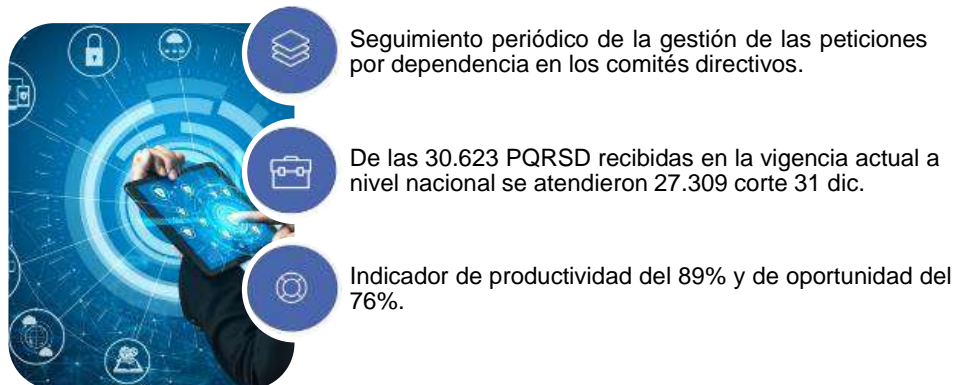 Seguimiento periódico de la gestión de las peticiones
por dependencia en los comités directivos.
De las 30.623 PQRSD recibidas en la vigencia actual a
nivel nacional se atendieron 27.309 corte 31 dic.
Indicador de productividad del 89% y de oportunidad del
76%.